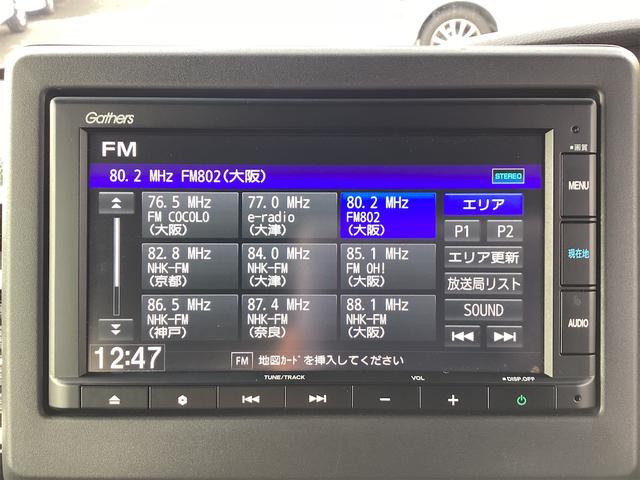 Gathers
FM
80.2 MHz FM802(大阪)
STEREO
76.5 MHz
FM COCOLO
(大阪)
77.0 MHz
e-radio
(大津)
80.2 MHz
FM802
(大阪)
82.8 MHz
NHK-FM
(京都)
84.0 MHz
NHK-FM
(大津)
85.1 MHz
FM OH!
(大阪)
86.5 MHz
NHK-FM
(神戸)
87.4 MHz
NHK-FM
(奈良)
88.1 MHz
NHK-FM
(大阪)
エリア
P1 P2
エリア更新
放送局リスト
SOUND
12:47
FM 地図ｶｰﾄﾞを挿入してください
画質
MENU
現在地
AUDIO
TUNE/TRACK
VOL
DISP.OFF